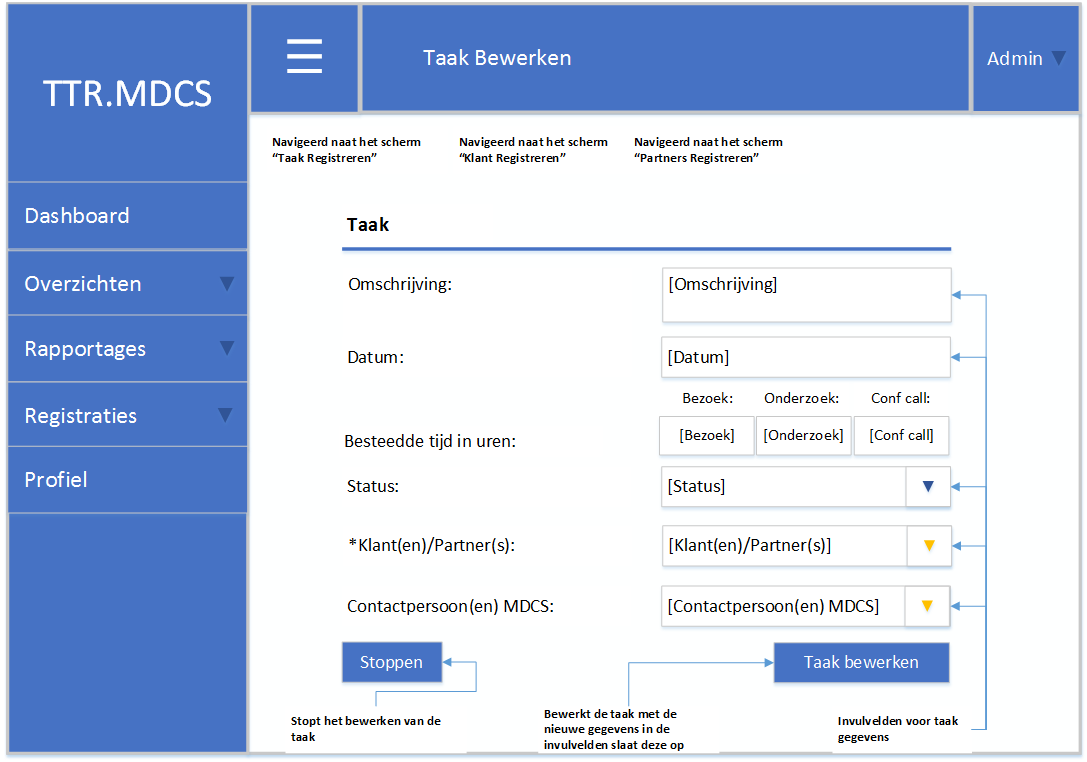 TTR.MDCS
☰
Taak Bewerken
Admin ▼
Dashboard
Overzichten ▼
Rapportages ▼
Registraties ▼
Profiel
Navigeerd naat het scherm
“Taak Registreren”
Navigeerd naat het scherm
“Klant Registreren”
Navigeerd naat het scherm
“Partners Registreren”
Taak
Omschrijving: [Omschrijving]
Datum: [Datum]
Bezoek: Onderzoek: Conf call:
Besteedde tijd in uren: [Bezoek] [Onderzoek] [Conf call]
Status: [Status] ▼
*Klant(en)/Partner(s): [Klant(en)/Partner(s)] ▼
Contactpersoon(en) MDCS: [Contactpersoon(en) MDCS] ▼
Stoppen
Taak bewerken
Stopt het bewerken van de
taak
Bewerkt de taak met de
nieuwe gegevens in de
invulvelden slaat deze op
Invulvelden voor taak
gegevens